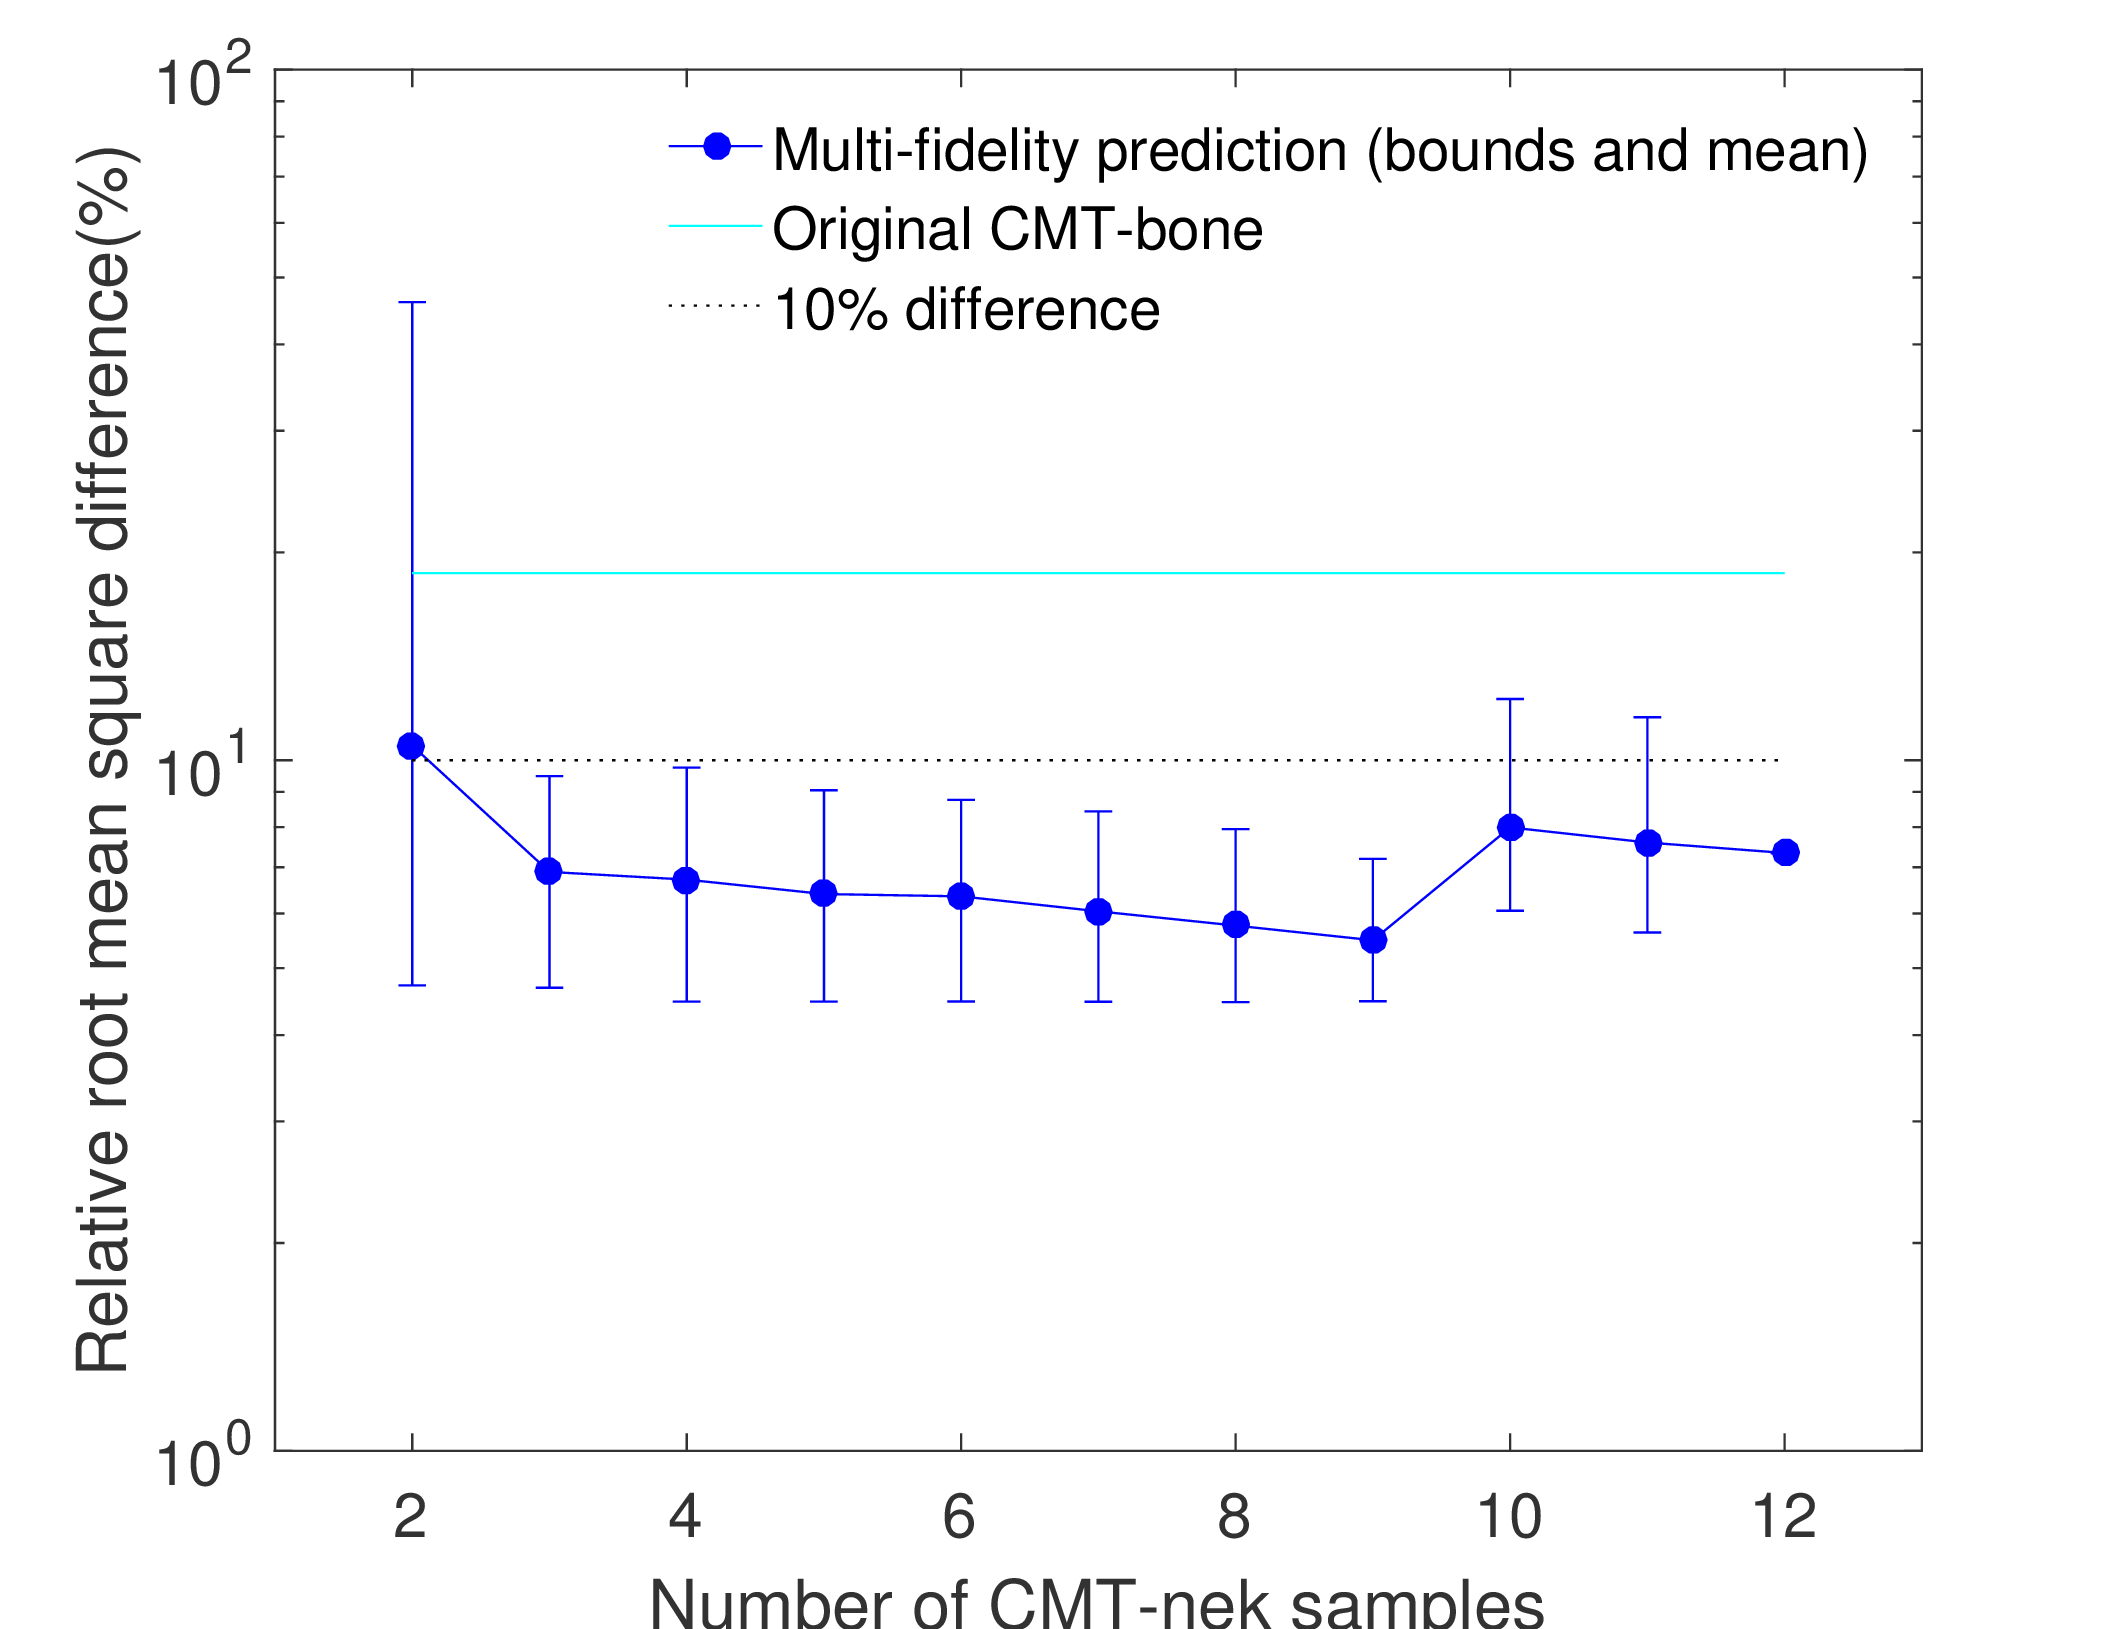 Relative root mean square difference(%)
10^2
10^1
10^0
Multi-fidelity prediction (bounds and mean)
Original CMT-bone
10% difference
2 4 6 8 10 12
Number of CMT-nek samples